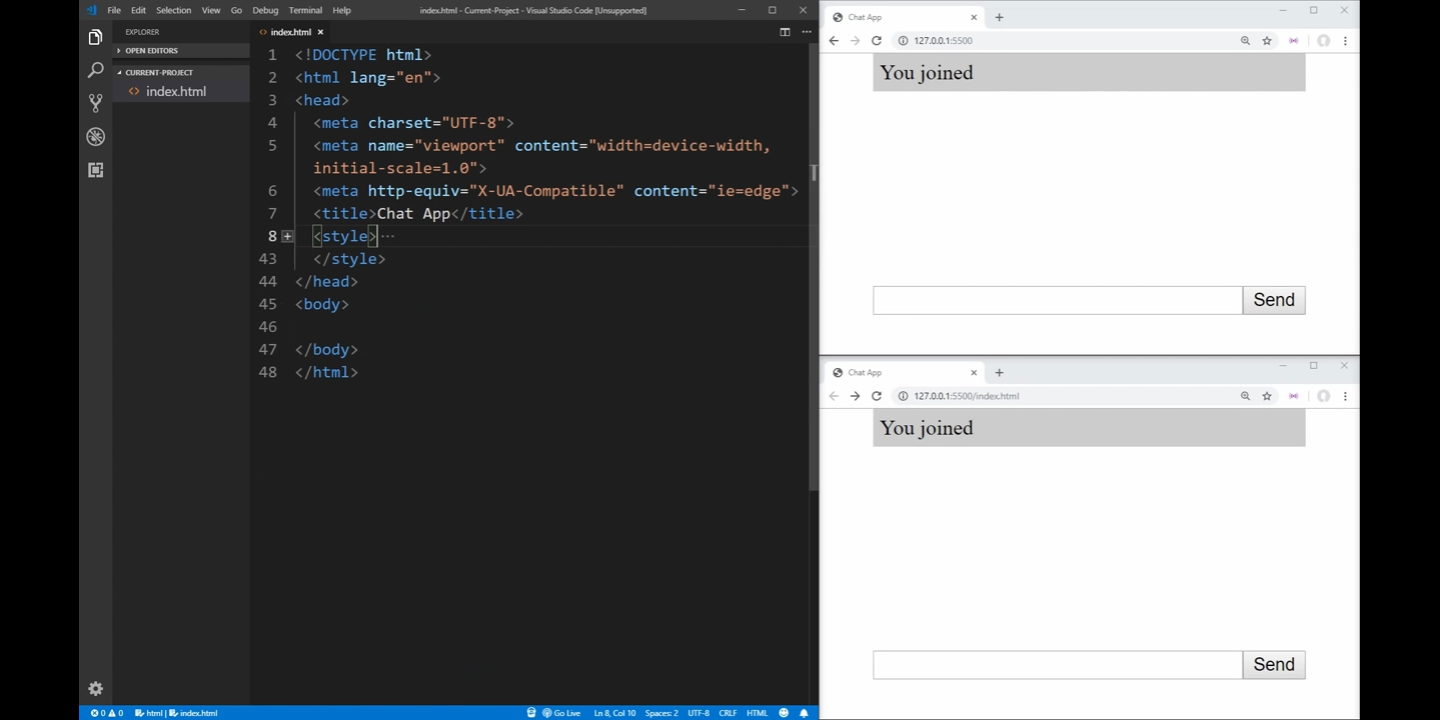 File Edit Selection View Go Debug Terminal Help
index.html - Current-Project - Visual Studio Code [Unsupported]
EXPLORER
OPEN EDITORS
CURRENT-PROJECT
<> index.html
<> index.html ×
1 <!DOCTYPE html>
2 <html lang="en">
3 <head>
4 <meta charset="UTF-8">
5 <meta name="viewport" content="width=device-width,
initial-scale=1.0">
6 <meta http-equiv="X-UA-Compatible" content="ie=edge">
7 <title>Chat App</title>
8 <style>...
43 </style>
44 </head>
45 <body>
46
47 </body>
48 </html>
0 0 html | index.html
Go Live Ln 8, Col 10 Spaces: 2 UTF-8 CRLF HTML
Chat App
127.0.0.1:5500
You joined
Send
Chat App
127.0.0.1:5500/index.html
You joined
Send